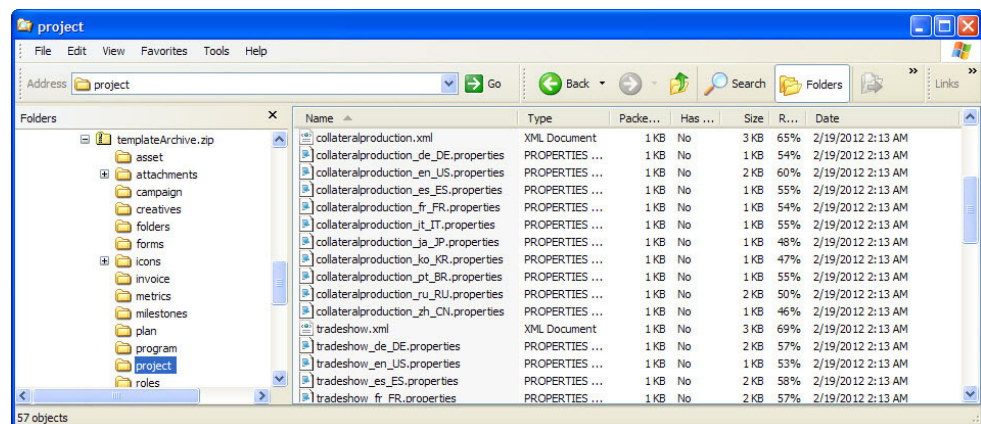 project
File Edit View Favorites Tools Help
Address project Go Back Search Folders » Links »
Folders × Name Type Packe... Has ... Size R... Date
templateArchive.zip
asset
attachments
campaign
creatives
folders
forms
icons
invoice
metrics
milestones
plan
program
project
roles
collateralproduction.xml XML Document 1 KB No 3 KB 65% 2/19/2012 2:13 AM
collateralproduction_de_DE.properties PROPERTIES ... 1 KB No 1 KB 54% 2/19/2012 2:13 AM
collateralproduction_en_US.properties PROPERTIES ... 1 KB No 2 KB 60% 2/19/2012 2:13 AM
collateralproduction_es_ES.properties PROPERTIES ... 1 KB No 1 KB 55% 2/19/2012 2:13 AM
collateralproduction_fr_FR.properties PROPERTIES ... 1 KB No 1 KB 54% 2/19/2012 2:13 AM
collateralproduction_it_IT.properties PROPERTIES ... 1 KB No 1 KB 55% 2/19/2012 2:13 AM
collateralproduction_ja_JP.properties PROPERTIES ... 1 KB No 1 KB 48% 2/19/2012 2:13 AM
collateralproduction_ko_KR.properties PROPERTIES ... 1 KB No 1 KB 47% 2/19/2012 2:13 AM
collateralproduction_pt_BR.properties PROPERTIES ... 1 KB No 1 KB 55% 2/19/2012 2:13 AM
collateralproduction_ru_RU.properties PROPERTIES ... 1 KB No 2 KB 50% 2/19/2012 2:13 AM
collateralproduction_zh_CN.properties PROPERTIES ... 1 KB No 1 KB 46% 2/19/2012 2:13 AM
tradeshow.xml XML Document 1 KB No 3 KB 69% 2/19/2012 2:13 AM
tradeshow_de_DE.properties PROPERTIES ... 1 KB No 2 KB 57% 2/19/2012 2:13 AM
tradeshow_en_US.properties PROPERTIES ... 1 KB No 1 KB 53% 2/19/2012 2:13 AM
tradeshow_es_ES.properties PROPERTIES ... 1 KB No 2 KB 58% 2/19/2012 2:13 AM
tradeshow_fr_FR.properties PROPERTIES ... 1 KB No 2 KB 57% 2/19/2012 2:13 AM
57 objects